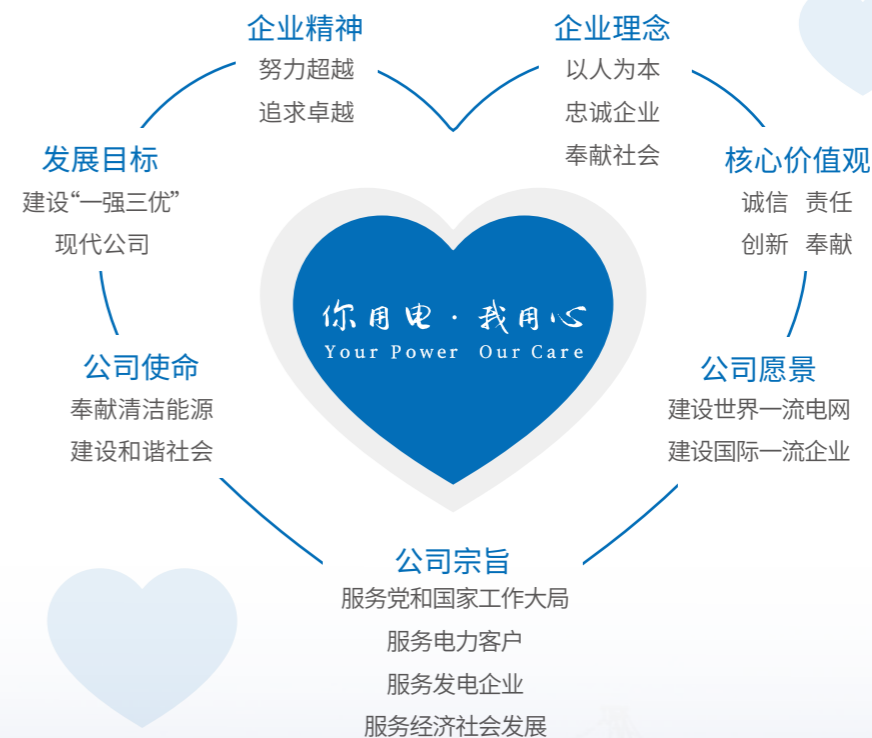 企业精神
努力超越
追求卓越
企业理念
以人为本
忠诚企业
奉献社会
发展目标
建设“一强三优”
现代公司
核心价值观
诚信 责任
创新 奉献
你用电·我用心
Your Power Our Care
公司使命
奉献清洁能源
建设和谐社会
公司愿景
建设世界一流电网
建设国际一流企业
公司宗旨
服务党和国家工作大局
服务电力客户
服务发电企业
服务经济社会发展